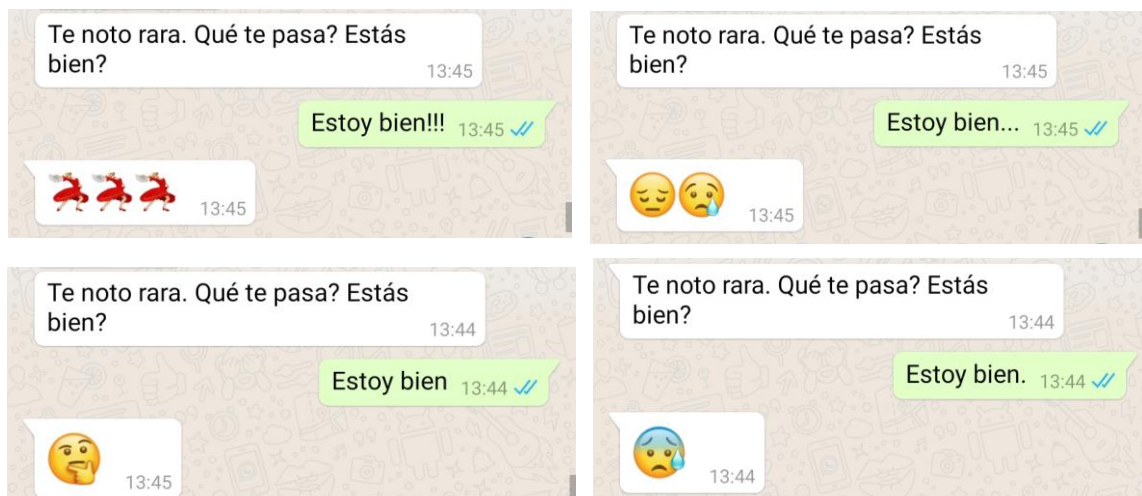 Te noto rara. Qué te pasa? Estás
bien?
13:45
Estoy bien!!! 13:45
💃💃💃 13:45
Te noto rara. Qué te pasa? Estás
bien?
13:45
Estoy bien... 13:45
😔😢 13:45
Te noto rara. Qué te pasa? Estás
bien?
13:44
Estoy bien 13:44
🤔 13:45
Te noto rara. Qué te pasa? Estás
bien?
13:44
Estoy bien. 13:44
😰 13:44